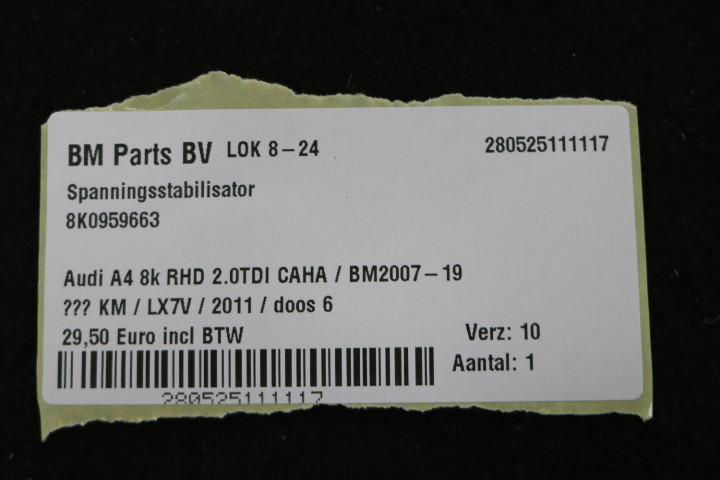 BM Parts BV LOK 8-24 280525111117
Spanningsstabilisator
8K0959663
Audi A4 8k RHD 2.0TDI CAHA / BM2007-19
??? KM / LX7V / 2011 / doos 6
29,50 Euro incl BTW Verz: 10
Aantal: 1
280525111117